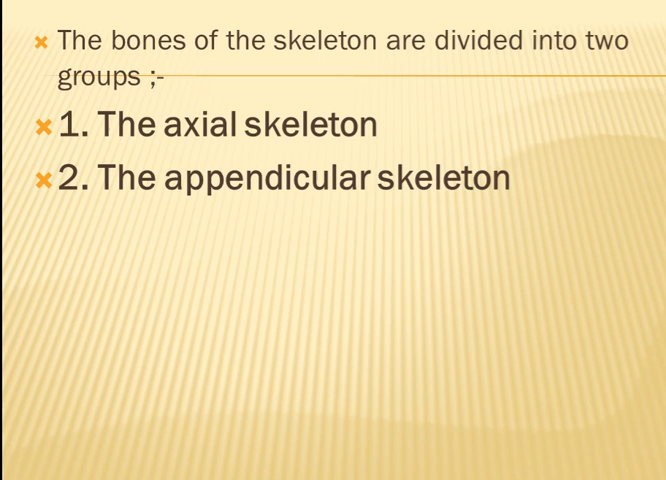 The bones of the skeleton are divided into two
groups ;-
1. The axial skeleton
2. The appendicular skeleton